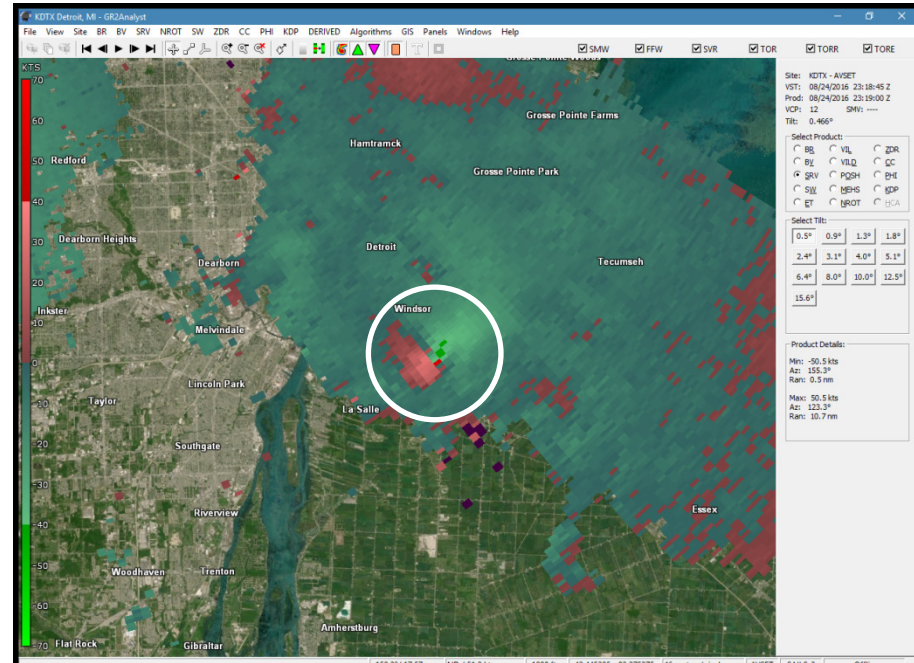 KDTX Detroit, MI - GR2Analyst
File View Site BR BV SRV NROT SW ZDR CC PHI KDP DERIVED Algorithms GIS Panels Windows Help
SMW FFW SVR TOR TORR TORE
KTS
70
60
50
40
30
20
10
0
-10
-20
-30
-40
-50
-60
-70
Grosse Pointe Woods
Grosse Pointe Farms
Hamtramck
Redford
Grosse Pointe Park
Dearborn Heights
Detroit
Dearborn
Tecumseh
Inkster
Windsor
Melvindale
Lincoln Park
Taylor
La Salle
Southgate
Riverview
Essex
Woodhaven
Trenton
Amherstburg
Flat Rock
Gibraltar
Site: KDTX - AVSET
VST: 08/24/2016 23:18:45 Z
Prod: 08/24/2016 23:19:00 Z
VCP: 12 SMV: ----
Tilt: 0.466°
Select Product:
BR VIL ZDR
BV VILD CC
SRV POSH PHI
SW MEHS KDP
ET NROT HCA
Select Tilt:
0.5° 0.9° 1.3° 1.8°
2.4° 3.1° 4.0° 5.1°
6.4° 8.0° 10.0° 12.5°
15.6°
Product Details:
Min: -50.5 kts
Az: 155.3°
Ran: 0.5 nm
Max: 50.5 kts
Az: 123.3°
Ran: 10.7 nm